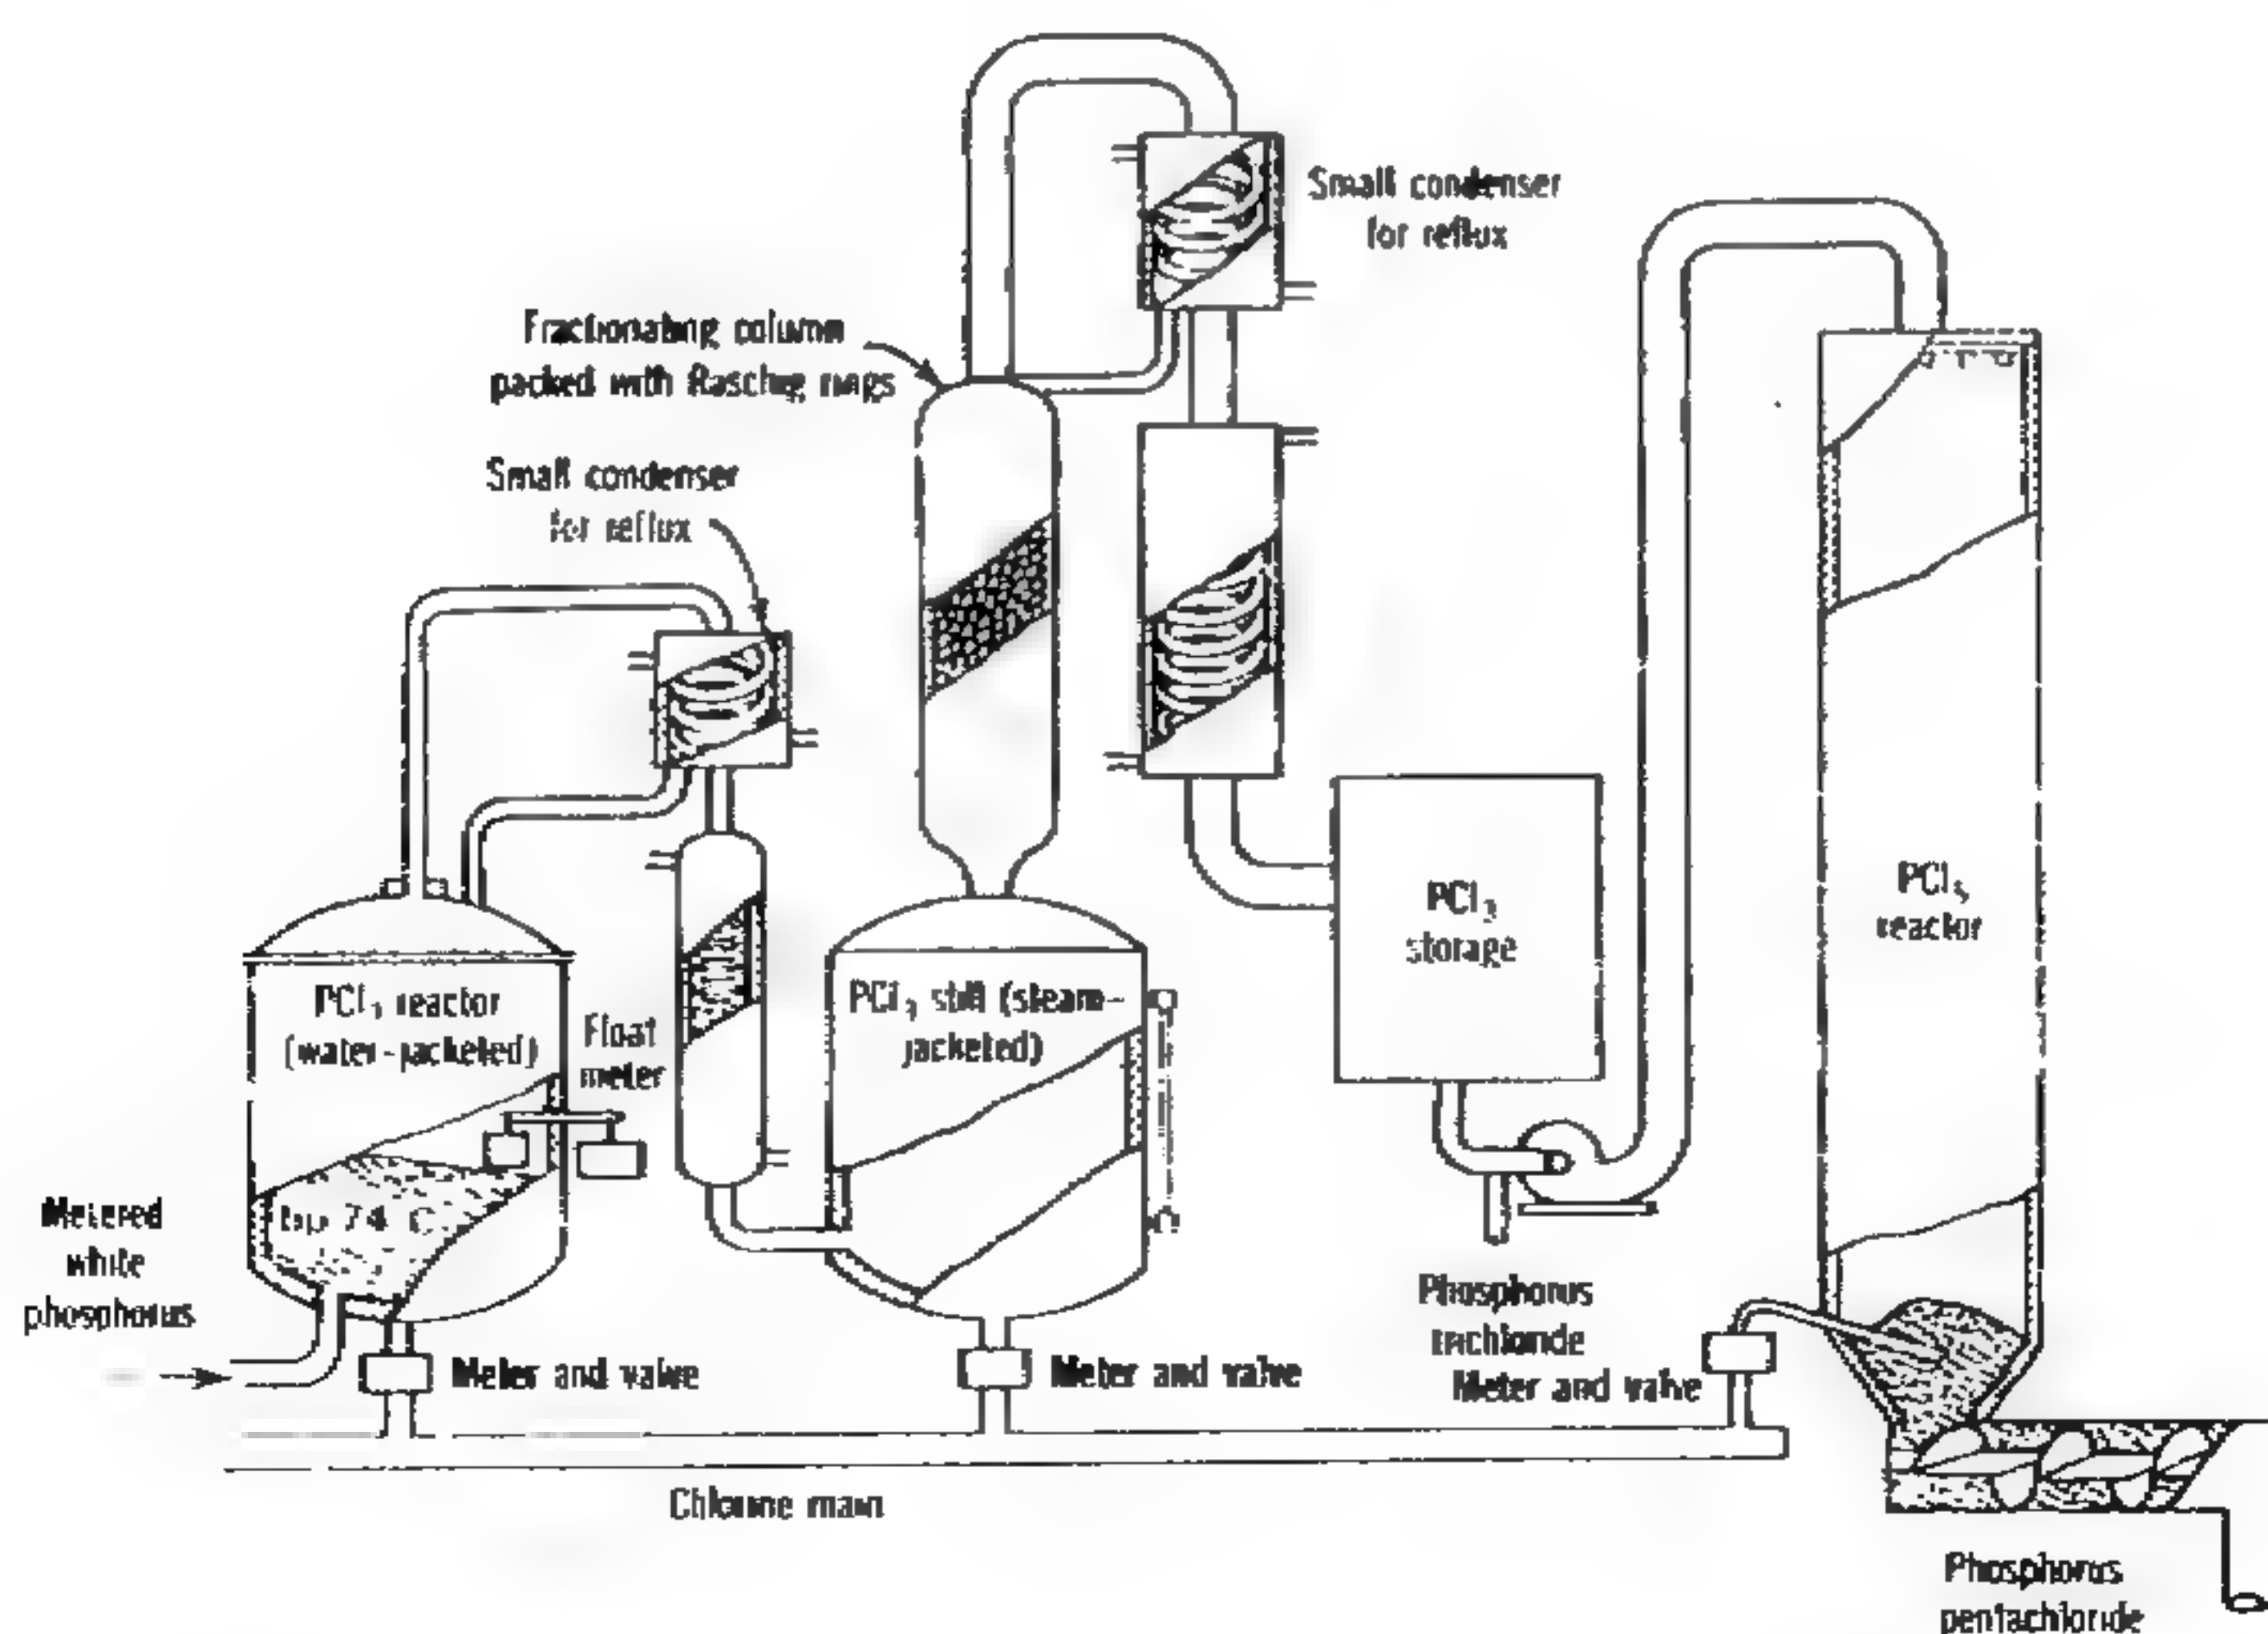 Small condenser
for reflux
Fractionating column
packed with Raschig rings
Small condenser
for reflux
PCl₃ reactor
(water-jacketed)
Float
meter
PCl₃ still (steam-
jacketed)
PCl₃
storage
PCl₅
reactor
Metered
white
phosphorus
b.p. 74 °C
Meter and valve
Meter and valve
Phosphorus
trichloride
Meter and valve
Chlorine main
Phosphorus
pentachloride